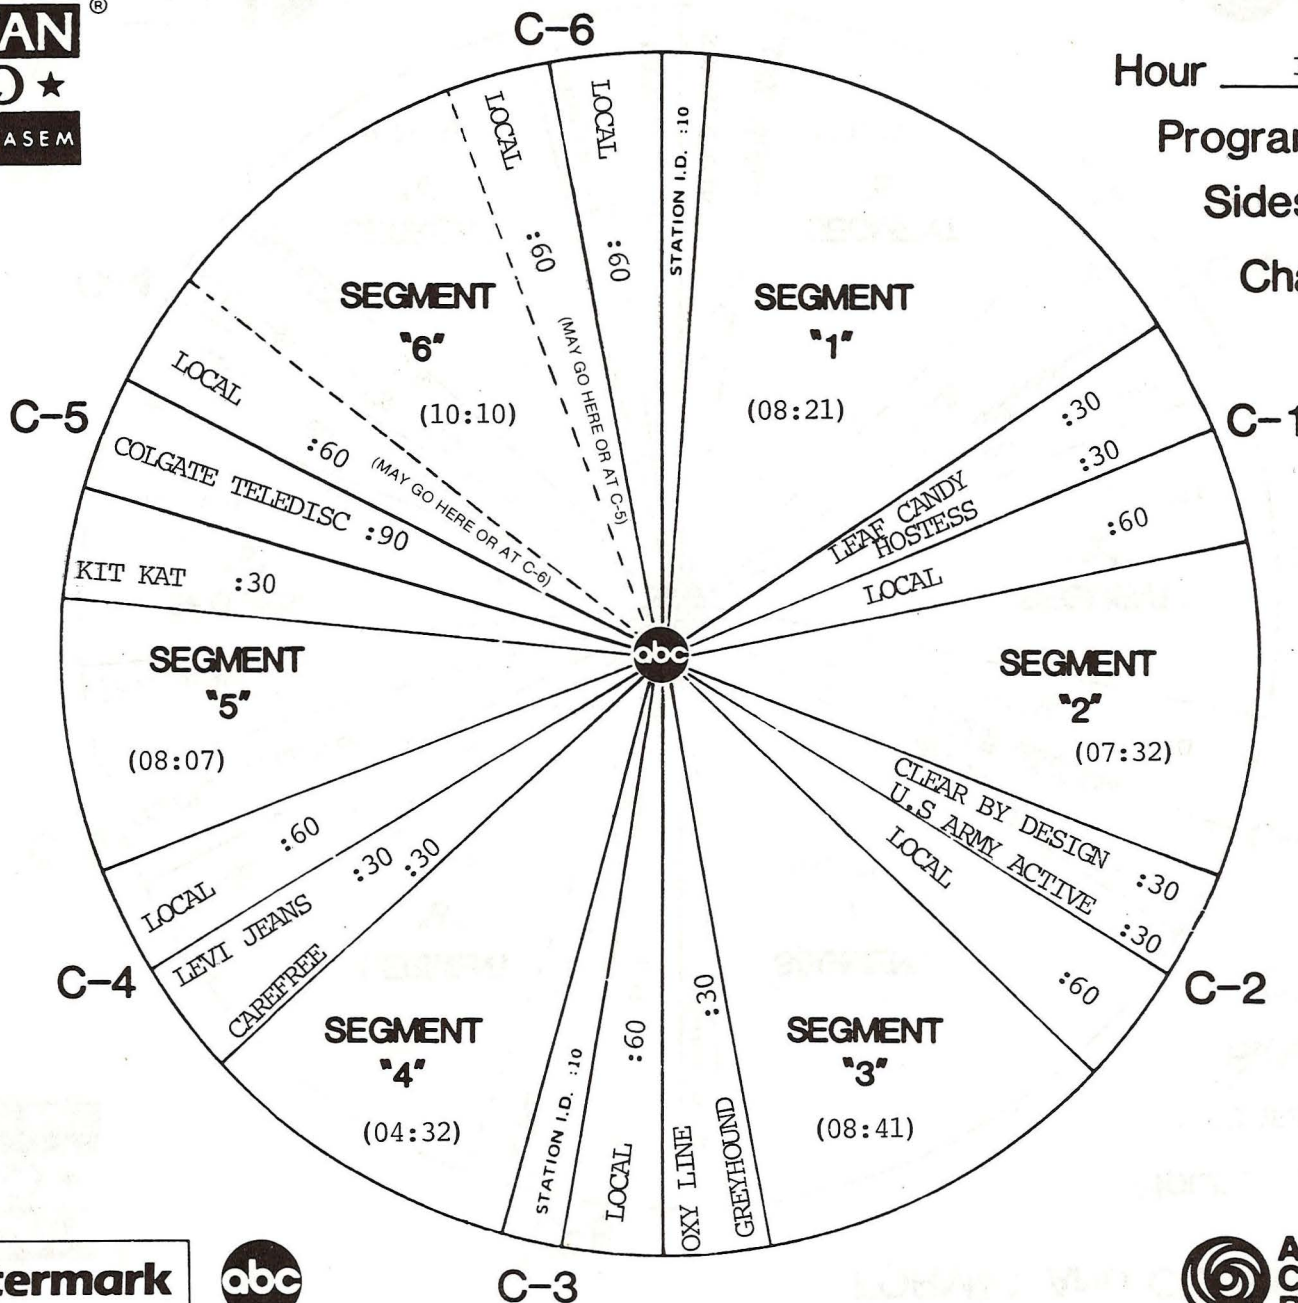 AN ®
★
ASEM
C-6
Hour
Program
Sides
STATION I.D. :10
SEGMENT
"1"
(08:21)
LEAF CANDY :30
HOSTESS :30
C-1
LOCAL :60
SEGMENT
"2"
(07:32)
CLEAR BY DESIGN :30
U.S ARMY ACTIVE :30
C-2
LOCAL :60
SEGMENT
"3"
(08:41)
GREYHOUND
OXY LINE :30
C-3
LOCAL :60
STATION I.D. :10
SEGMENT
"4"
(04:32)
CAREFREE :30
LEVI JEANS :30
C-4
LOCAL :60
SEGMENT
"5"
(08:07)
KIT KAT :30
COLGATE TELEDISC :90
C-5
LOCAL :60 (MAY GO HERE OR AT C-6)
SEGMENT
"6"
(10:10)
LOCAL :60 (MAY GO HERE OR AT C-5)
LOCAL :60
abc
termark
abc